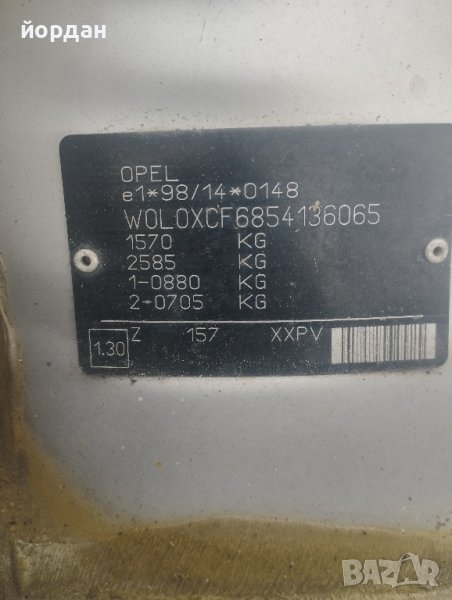 йордан
OPEL
e1*98/14*0148
W0L0XCF6854136065
1570 KG
2585 KG
1-0880 KG
2-0705 KG
1.30 Z 157 XXPV
BAZAR